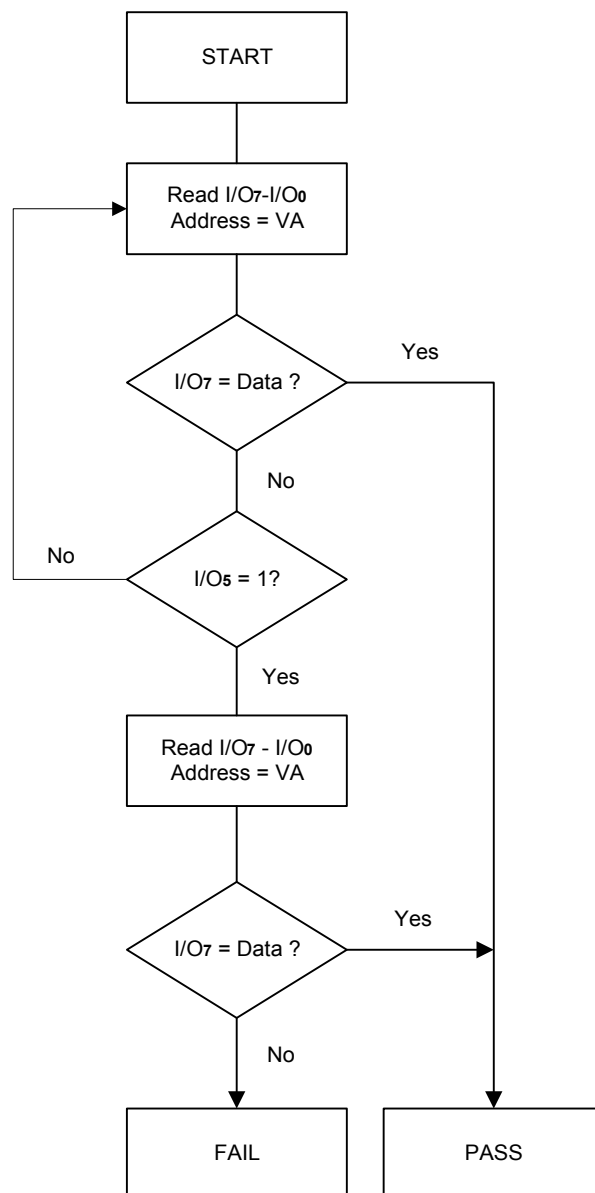 START
Read I/O7-I/O0
Address = VA
I/O7 = Data ?
Yes
No
I/O5 = 1?
No
Yes
Read I/O7 - I/O0
Address = VA
I/O7 = Data ?
Yes
No
FAIL
PASS